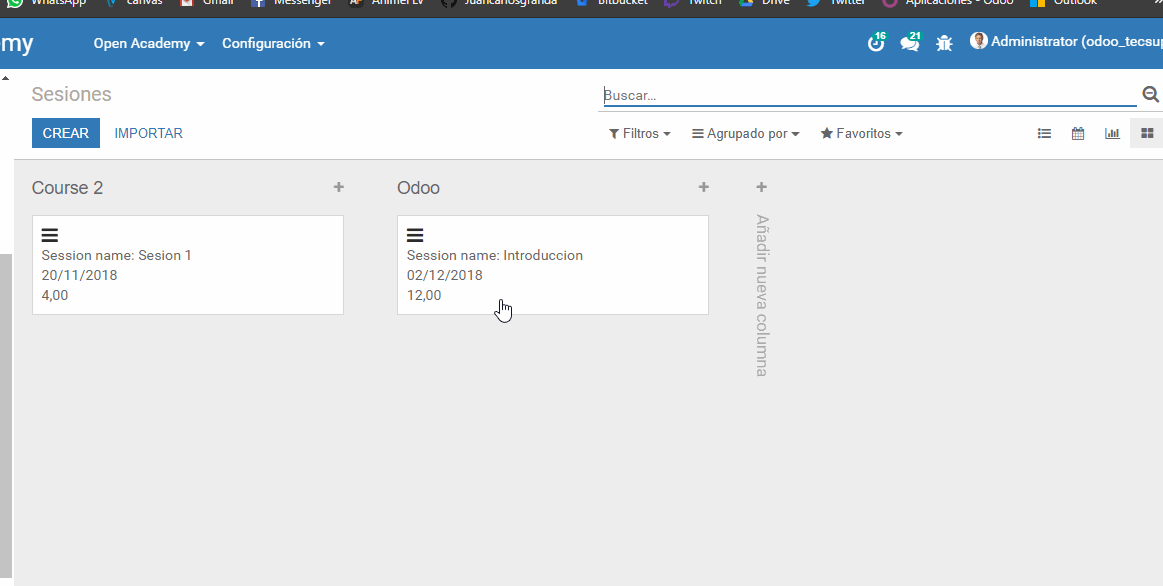 WhatsApp canvas Gmail Messenger AnimeFLV Juancarlosgranda Bitbucket Twitch Drive Twitter Aplicaciones - Odoo Outlook
my Open Academy Configuración 16 21 Administrator (odoo_tecsup
Sesiones Buscar...
CREAR IMPORTAR Filtros Agrupado por Favoritos
Course 2 + Odoo + +
Session name: Sesion 1
20/11/2018
4,00
Session name: Introduccion
02/12/2018
12,00
Añadir nueva columna